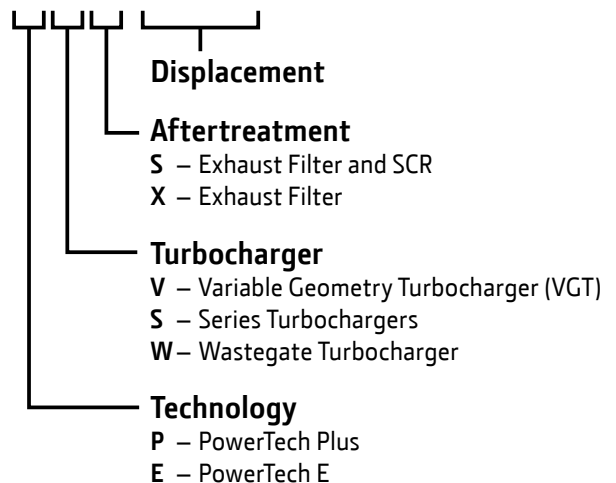 Displacement
Aftertreatment
S – Exhaust Filter and SCR
X – Exhaust Filter
Turbocharger
V – Variable Geometry Turbocharger (VGT)
S – Series Turbochargers
W – Wastegate Turbocharger
Technology
P – PowerTech Plus
E – PowerTech E